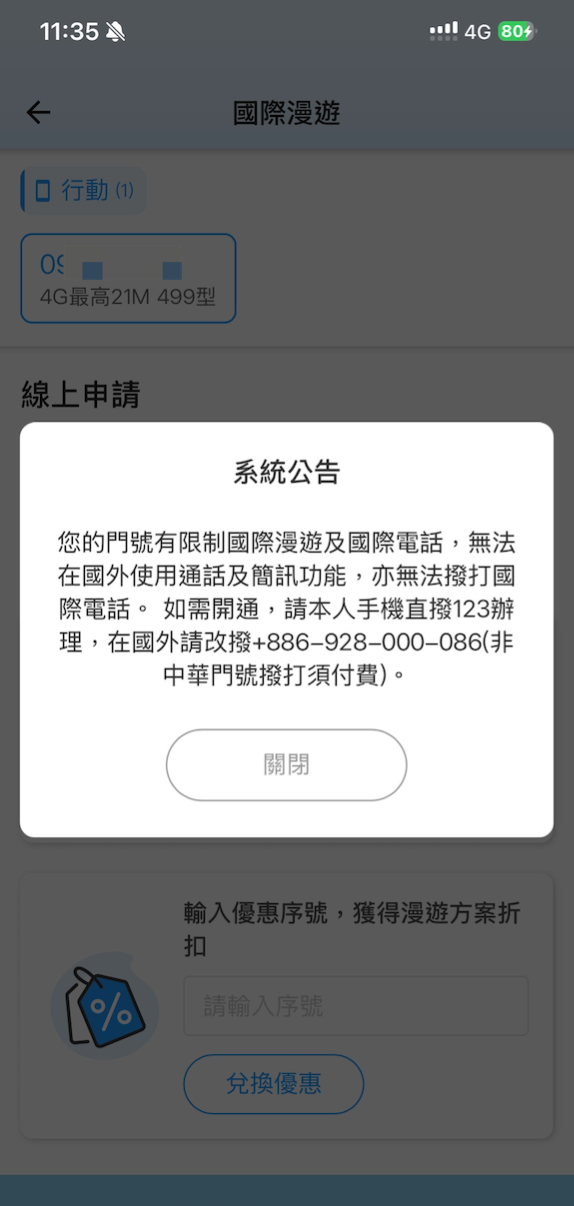 11:35
4G 80
國際漫遊
行動 (1)
09
4G最高21M 499型
線上申請
系統公告
您的門號有限制國際漫遊及國際電話，無法
在國外使用通話及簡訊功能，亦無法撥打國
際電話。 如需開通，請本人手機直撥123辦
理，在國外請改撥+886–928–000–086(非
中華門號撥打須付費)。
關閉
輸入優惠序號，獲得漫遊方案折
扣
%
請輸入序號
兌換優惠